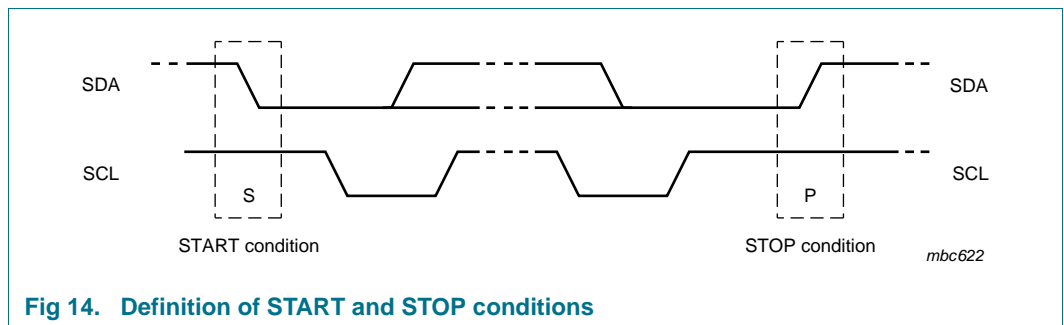 SDA
SDA
SCL
SCL
S
P
START condition
STOP condition
mbc622
Fig 14. Definition of START and STOP conditions